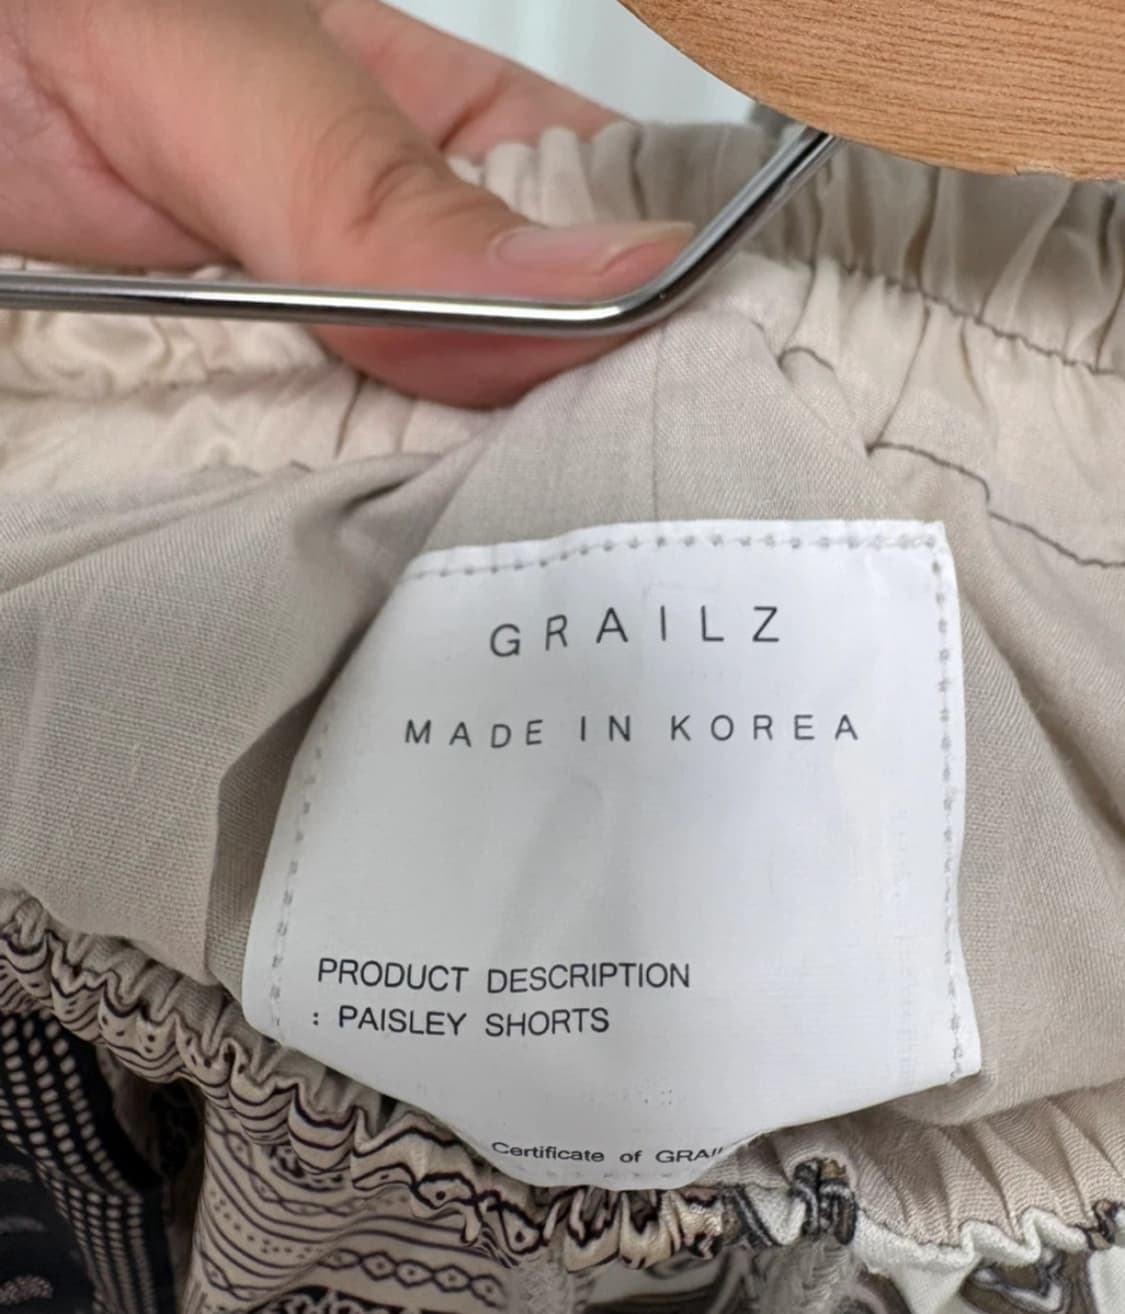 GRAILZ
MADE IN KOREA
PRODUCT DESCRIPTION
: PAISLEY SHORTS
Certificate of